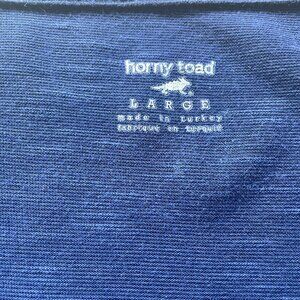 horny toad
LARGE
made in turkey
fabriqué en turquie